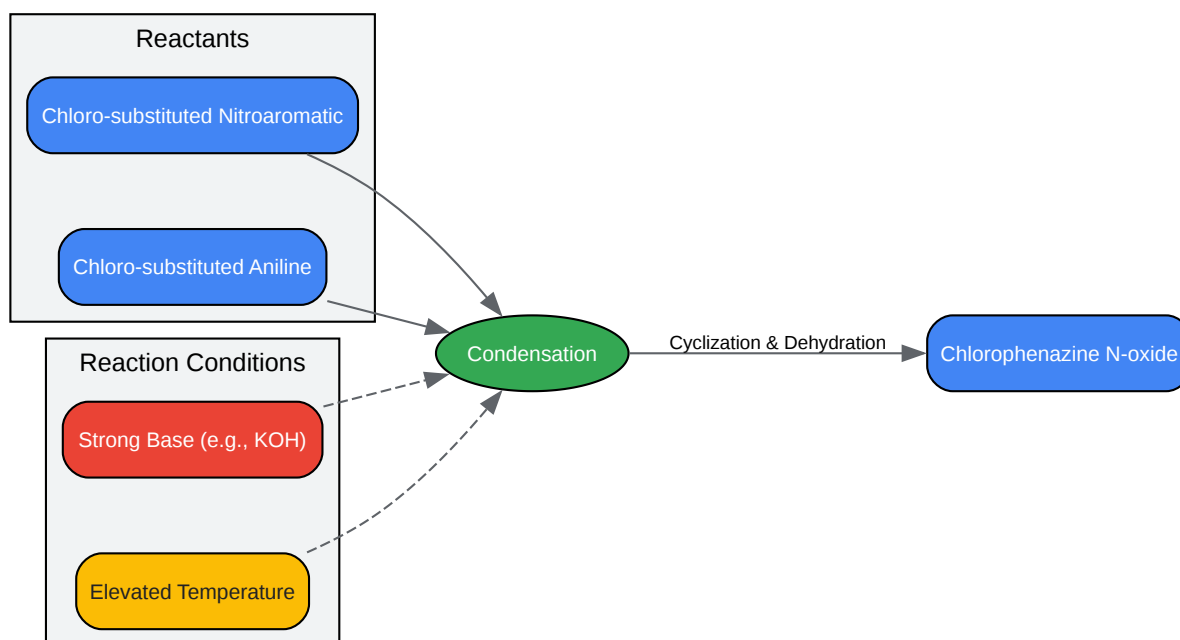 Reactants
Chloro-substituted Nitroaromatic
Chloro-substituted Aniline
Reaction Conditions
Strong Base (e.g., KOH)
Elevated Temperature
Condensation
Cyclization & Dehydration
Chlorophenazine N-oxide